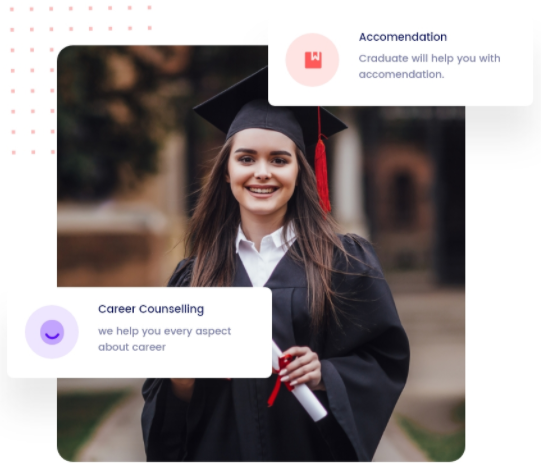 Accomendation
Craduate will help you with
accomendation.
Career Counselling
we help you every aspect
about career